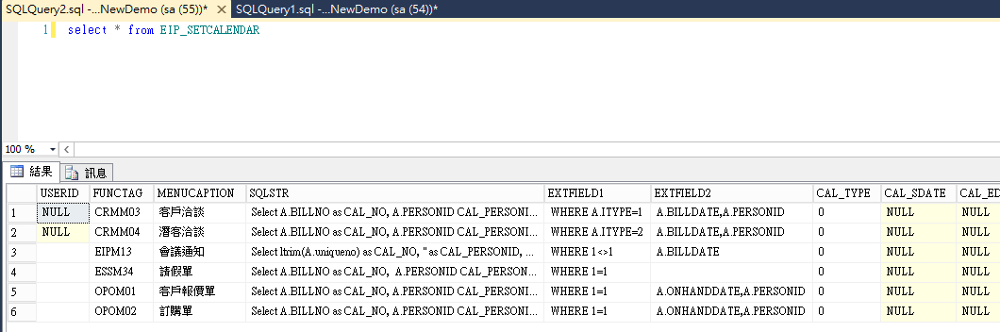 SQLQuery2.sql -...NewDemo (sa (55))* SQLQuery1.sql -...NewDemo (sa (54))*
1 select * from EIP_SETCALENDAR
100 %
結果 訊息
USERID FUNCTAG MENUCAPTION SQLSTR EXTFIELD1 EXTFIELD2 CAL_TYPE CAL_SDATE CAL_ED
1 NULL CRMM03 客戶洽談 Select A.BILLNO as CAL_NO, A.PERSONID CAL_PERSONI... WHERE A.ITYPE=1 A.BILLDATE,A.PERSONID 0 NULL NULL
2 NULL CRMM04 潛客洽談 Select A.BILLNO as CAL_NO, A.PERSONID CAL_PERSONI... WHERE A.ITYPE=2 A.BILLDATE,A.PERSONID 0 NULL NULL
3 EIPM13 會議通知 Select ltrim(A.uniqueno) as CAL_NO, '' as CAL_PERSONID, ... WHERE 1<>1 A.BILLDATE 0 NULL NULL
4 ESSM34 請假單 Select A.BILLNO as CAL_NO, A.PERSONID CAL_PERSON... WHERE 1=1 0 NULL NULL
5 OPOM01 客戶報價單 Select A.BILLNO as CAL_NO, A.PERSONID CAL_PERSONI... WHERE 1=1 A.ONHANDDATE,A.PERSONID 0 NULL NULL
6 OPOM02 訂購單 Select A.BILLNO as CAL_NO, A.PERSONID CAL_PERSONI... WHERE 1=1 A.ONHANDDATE,A.PERSONID 0 NULL NULL